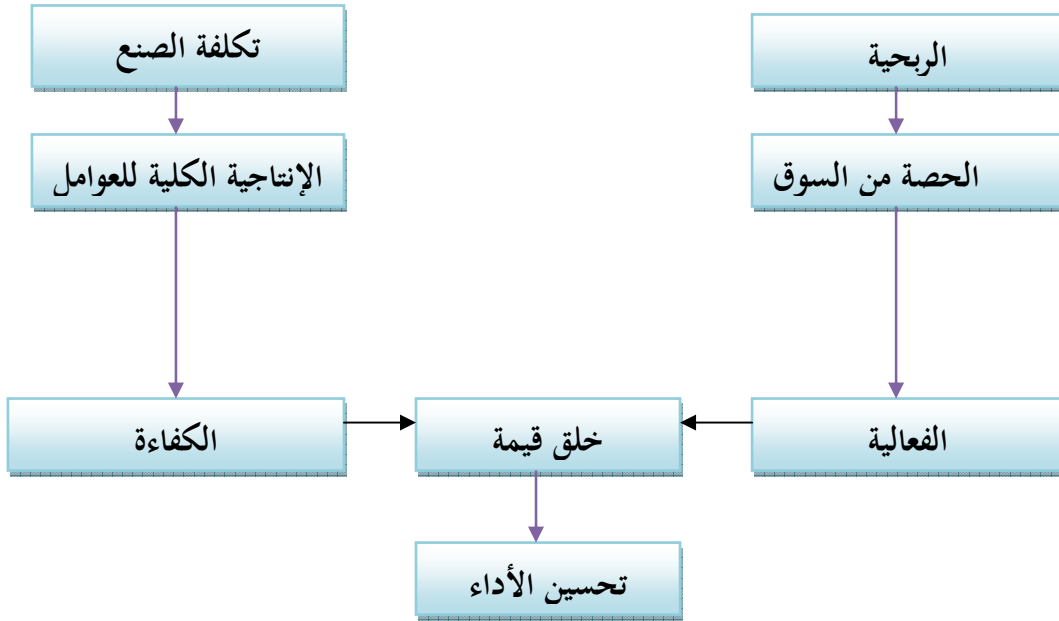 الربحية
تكلفة الصنع
الحصة من السوق
الإنتاجية الكلية للعوامل
الفعالية
خلق قيمة
الكفاءة
تحسين الأداء